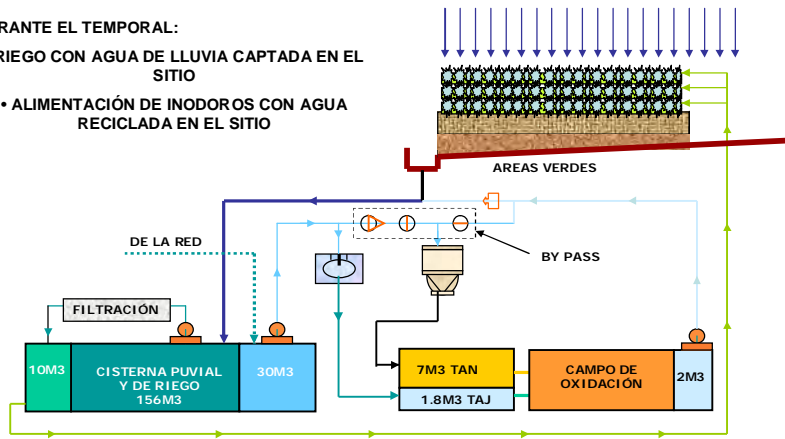 RANTE EL TEMPORAL:
RIEGO CON AGUA DE LLUVIA CAPTADA EN EL
SITIO
• ALIMENTACIÓN DE INODOROS CON AGUA
RECICLADA EN EL SITIO
AREAS VERDES
DE LA RED
BY PASS
FILTRACIÓN
10M3
CISTERNA PUVIAL
Y DE RIEGO
156M3
30M3
7M3 TAN
1.8M3 TAJ
CAMPO DE
OXIDACIÓN
2M3